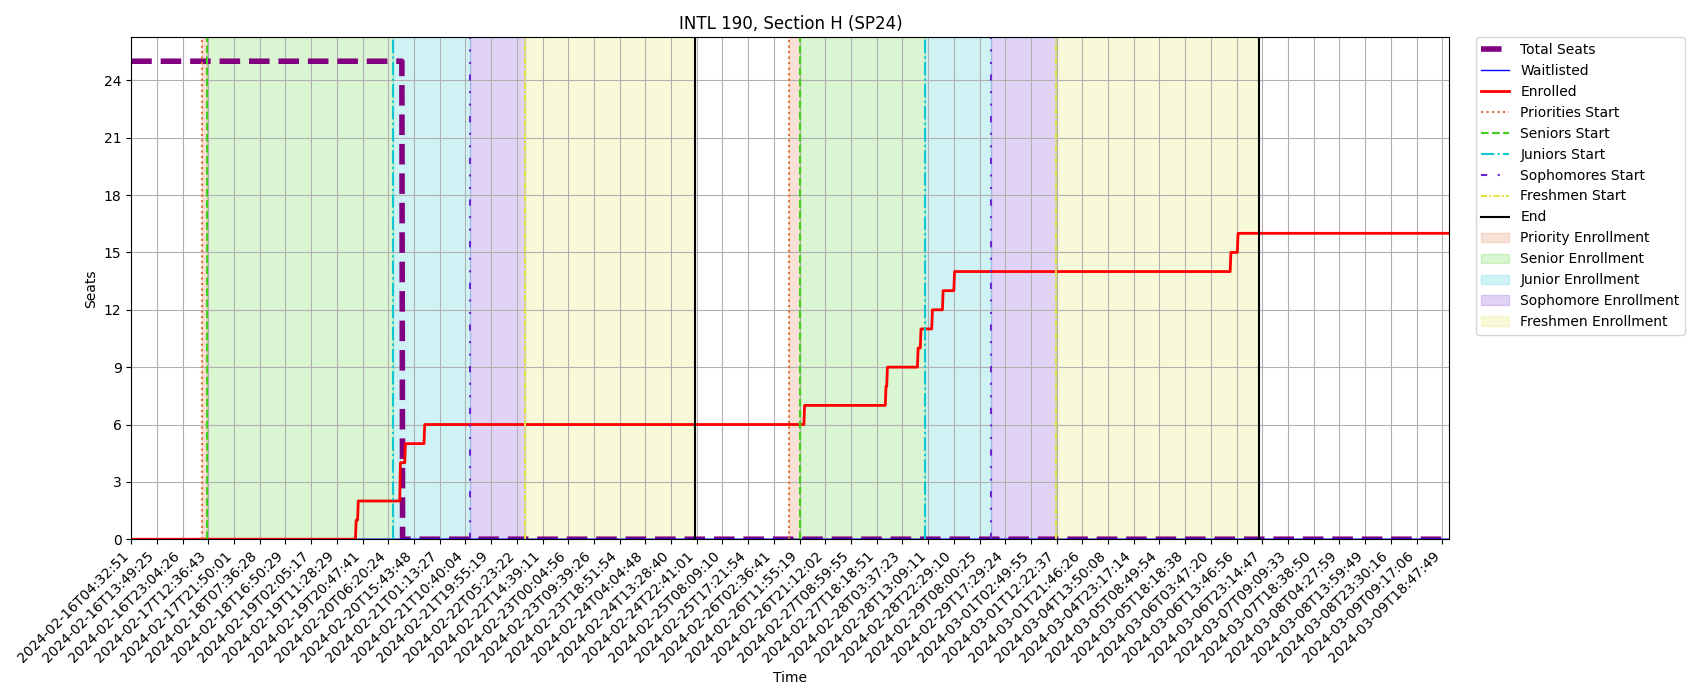 INTL 190, Section H (SP24)
Total Seats
Waitlisted
Enrolled
Priorities Start
Seniors Start
Juniors Start
Sophomores Start
Freshmen Start
End
Priority Enrollment
Senior Enrollment
Junior Enrollment
Sophomore Enrollment
Freshmen Enrollment
Seats
24
21
18
15
12
9
6
3
0
2024-02-16T04:32:51
2024-02-16T13:49:25
2024-02-16T23:04:26
2024-02-17T12:36:43
2024-02-17T21:50:01
2024-02-18T07:36:28
2024-02-18T16:50:29
2024-02-19T02:05:17
2024-02-19T11:28:29
2024-02-19T20:47:41
2024-02-20T06:20:24
2024-02-20T15:43:48
2024-02-21T01:13:27
2024-02-21T10:40:04
2024-02-21T19:55:19
2024-02-22T05:23:22
2024-02-22T14:39:11
2024-02-23T00:04:56
2024-02-23T09:39:26
2024-02-23T18:51:54
2024-02-24T04:04:48
2024-02-24T13:28:40
2024-02-24T22:41:01
2024-02-25T08:09:10
2024-02-25T17:21:54
2024-02-26T02:36:41
2024-02-26T11:55:19
2024-02-26T21:12:02
2024-02-27T08:59:55
2024-02-27T18:18:51
2024-02-28T03:37:23
2024-02-28T13:09:11
2024-02-28T22:29:10
2024-02-29T08:00:25
2024-02-29T17:29:24
2024-03-01T02:49:55
2024-03-01T12:22:37
2024-03-01T21:46:26
2024-03-04T13:50:08
2024-03-04T23:17:14
2024-03-05T08:49:54
2024-03-05T18:18:38
2024-03-06T03:47:20
2024-03-06T13:46:56
2024-03-06T23:14:47
2024-03-07T09:09:33
2024-03-07T18:38:50
2024-03-08T04:27:59
2024-03-08T13:59:49
2024-03-08T23:30:16
2024-03-09T09:17:06
2024-03-09T18:47:49
Time